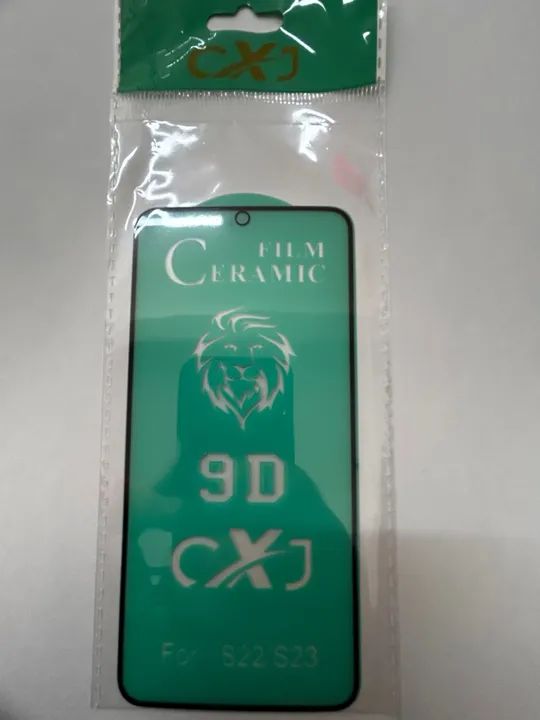 CXJ
FILM
CERAMIC
9D
CXJ
For S22/S23